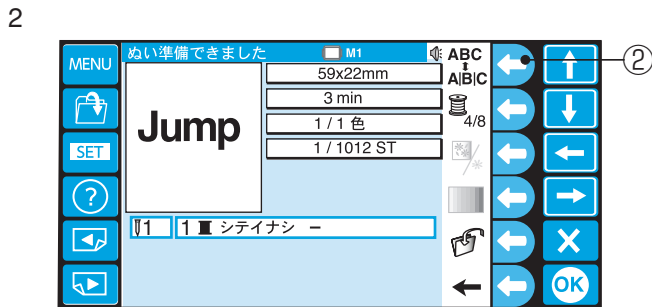 2
MENU
ぬい準備できました M1
ABC
A|B|C
②
59x22mm
3 min
4/8
Jump
1 / 1 色
SET
1 / 1012 ST
?
1 1 シテイナシ −
X
OK